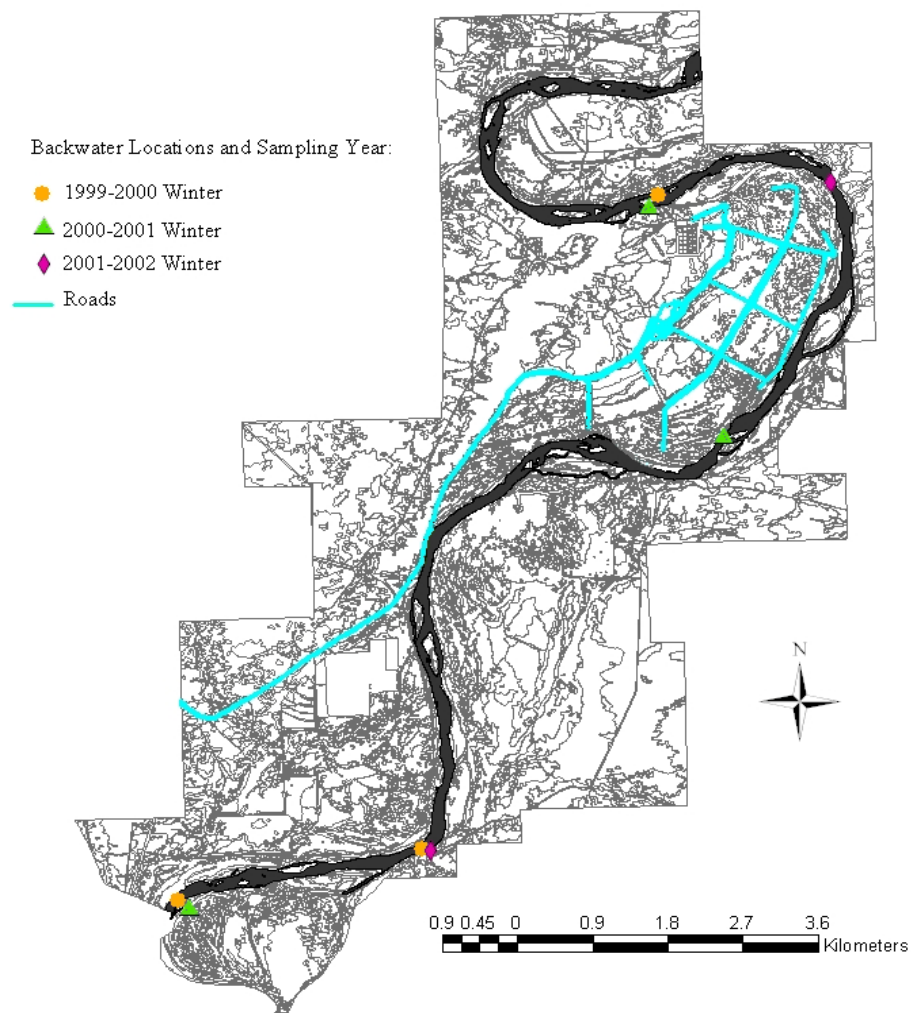 Backwater Locations and Sampling Year:
1999-2000 Winter
2000-2001 Winter
2001-2002 Winter
Roads
N
0.9 0.45 0 0.9 1.8 2.7 3.6
Kilometers